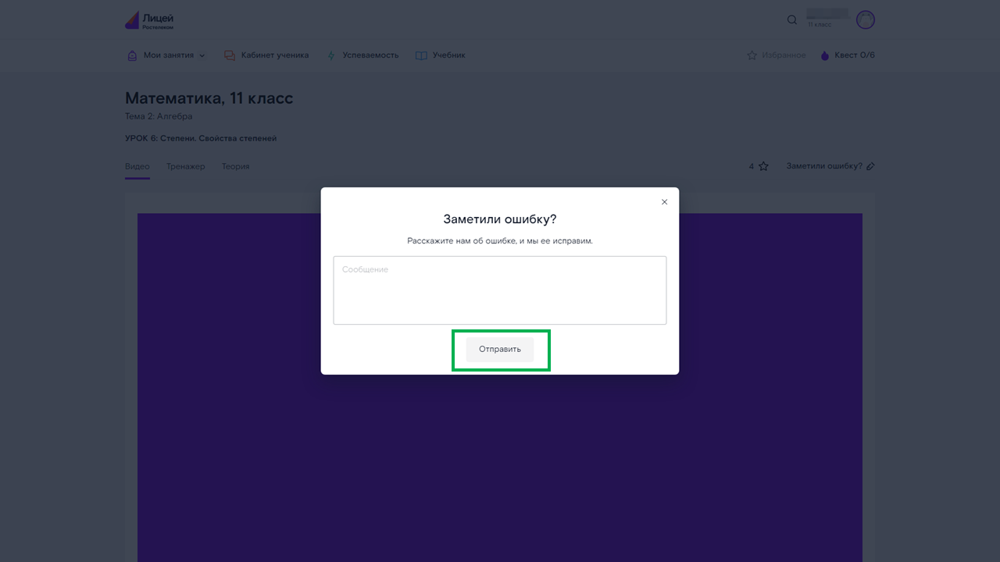 Лицей
Ростелеком
11 класс
Мои занятия
Кабинет ученика
Успеваемость
Учебник
Избранное
Квест 0/6
Математика, 11 класс
Тема 2: Алгебра
УРОК 6: Степени. Свойства степеней
Видео
Тренажер
Теория
4
Заметили ошибку?
Заметили ошибку?
Расскажите нам об ошибке, и мы ее исправим.
Сообщение
Отправить